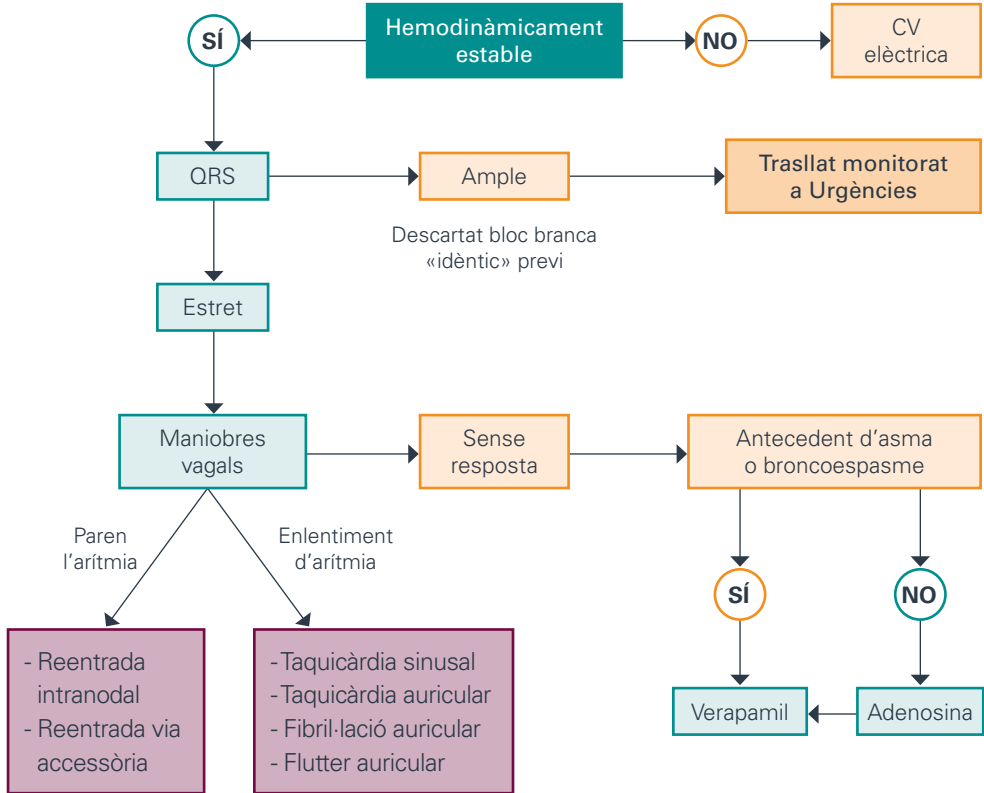 SÍ
Hemodinàmicament
estable
NO
CV
elèctrica
QRS
Ample
Trasllat monitorat
a Urgències
Descartat bloc branca
«idèntic» previ
Estret
Maniobres
vagals
Sense
resposta
Antecedent d'asma
o broncoespasme
Paren
l'arítmia
Enlentiment
d'arítmia
SÍ
NO
- Reentrada
intranodal
- Reentrada via
accessòria
- Taquicàrdia sinusal
- Taquicàrdia auricular
- Fibril·lació auricular
- Flutter auricular
Verapamil
Adenosina